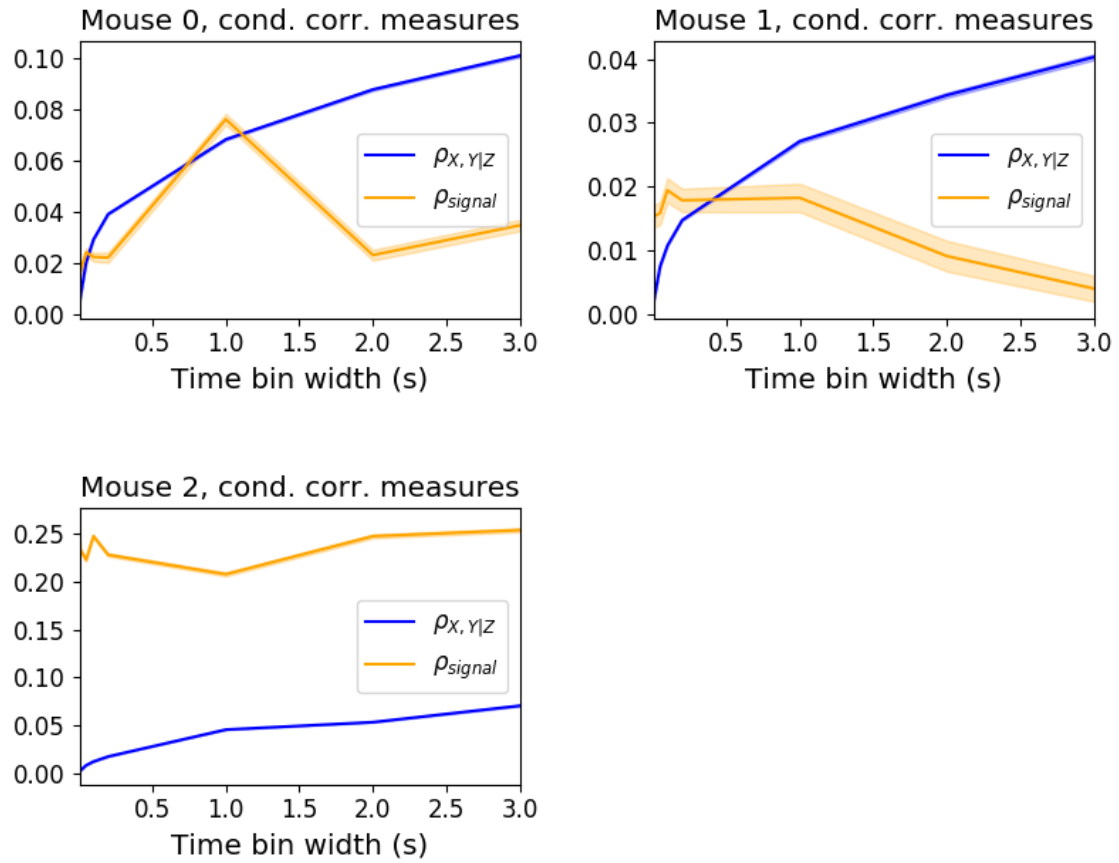 Mouse 0, cond. corr. measures
0.10
0.08
0.06
0.04
0.02
0.00
ρX, Y|Z
ρsignal
0.5 1.0 1.5 2.0 2.5 3.0
Time bin width (s)
Mouse 1, cond. corr. measures
0.04
0.03
0.02
0.01
0.00
ρX, Y|Z
ρsignal
0.5 1.0 1.5 2.0 2.5 3.0
Time bin width (s)
Mouse 2, cond. corr. measures
0.25
0.20
0.15
0.10
0.05
0.00
ρX, Y|Z
ρsignal
0.5 1.0 1.5 2.0 2.5 3.0
Time bin width (s)